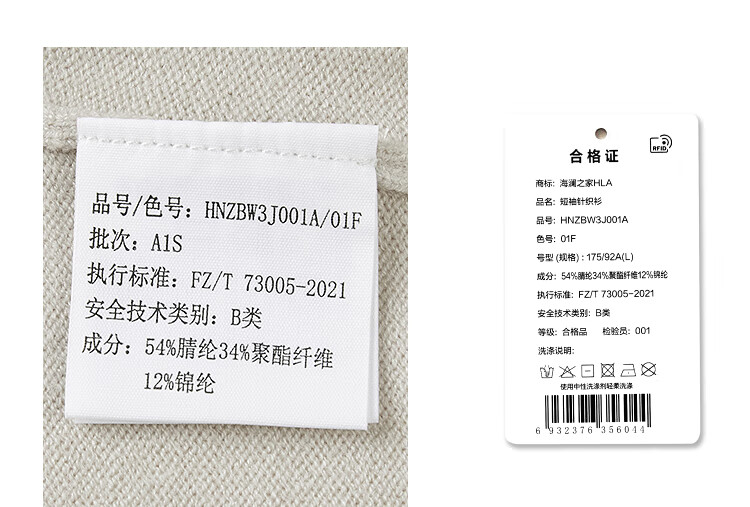 品号/色号: HNZBW3J001A/01F
批次: A1S
执行标准: FZ/T 73005-2021
安全技术类别: B类
成分: 54%腈纶34%聚酯纤维
12%锦纶
RFID
合格证
商标: 海澜之家HLA
品名: 短袖针织衫
品号: HNZBW3J001A
色号: 01F
号型(规格): 175/92A(L)
成分: 54%腈纶34%聚酯纤维12%锦纶
执行标准: FZ/T 73005-2021
安全技术类别: B类
等级: 合格品 检验员: 001
洗涤说明:
使用中性洗涤剂轻柔洗涤
6 932376 356044